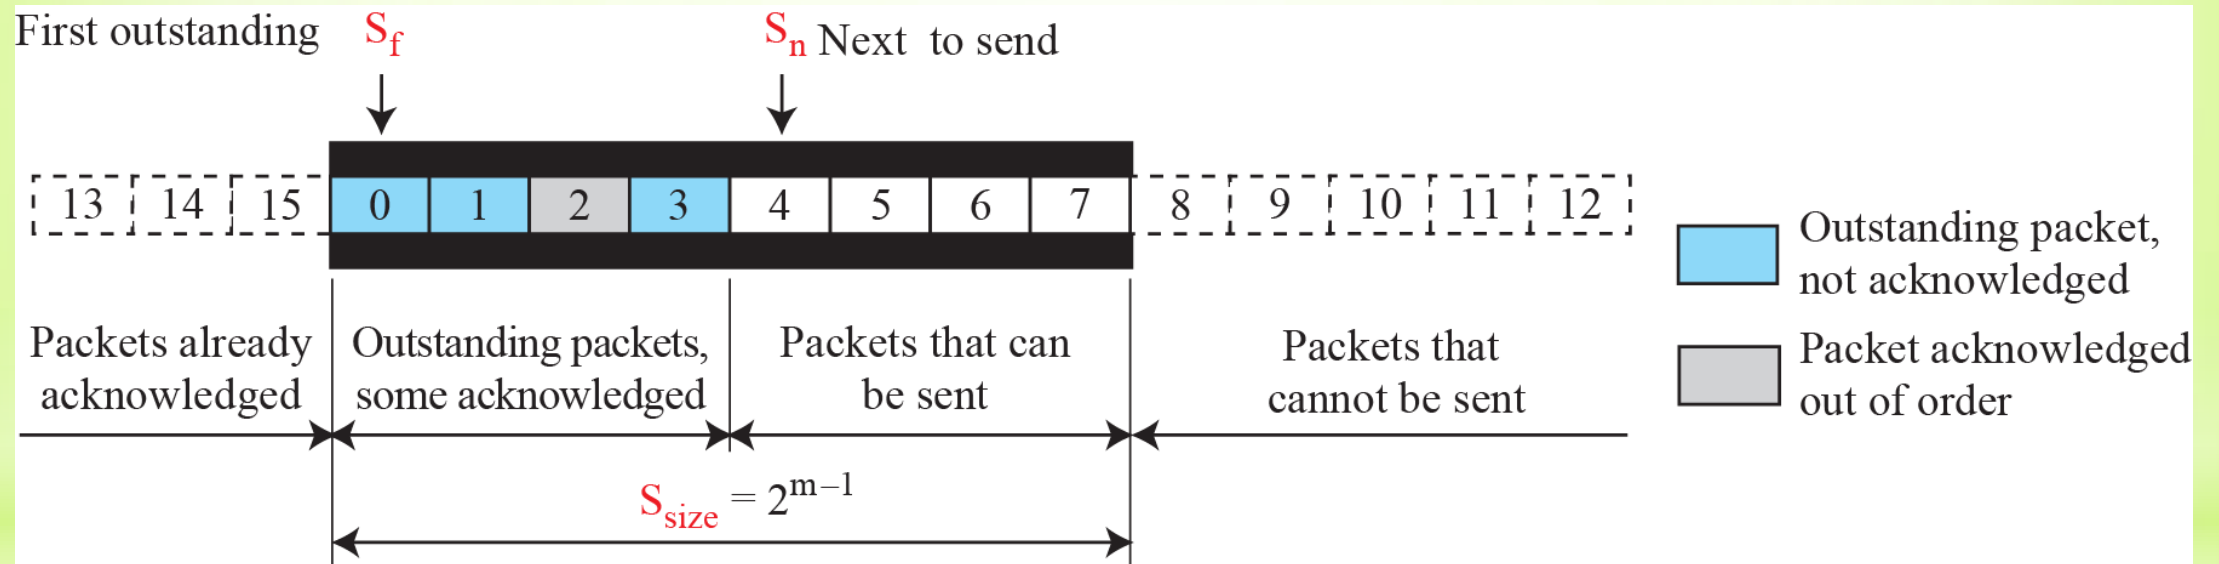 First outstanding Sf Sn Next to send
13 14 15 0 1 2 3 4 5 6 7 8 9 10 11 12
Outstanding packet,
not acknowledged
Packet acknowledged
out of order
Packets already
acknowledged
Outstanding packets,
some acknowledged
Packets that can
be sent
Packets that
cannot be sent
Ssize = 2^m–1